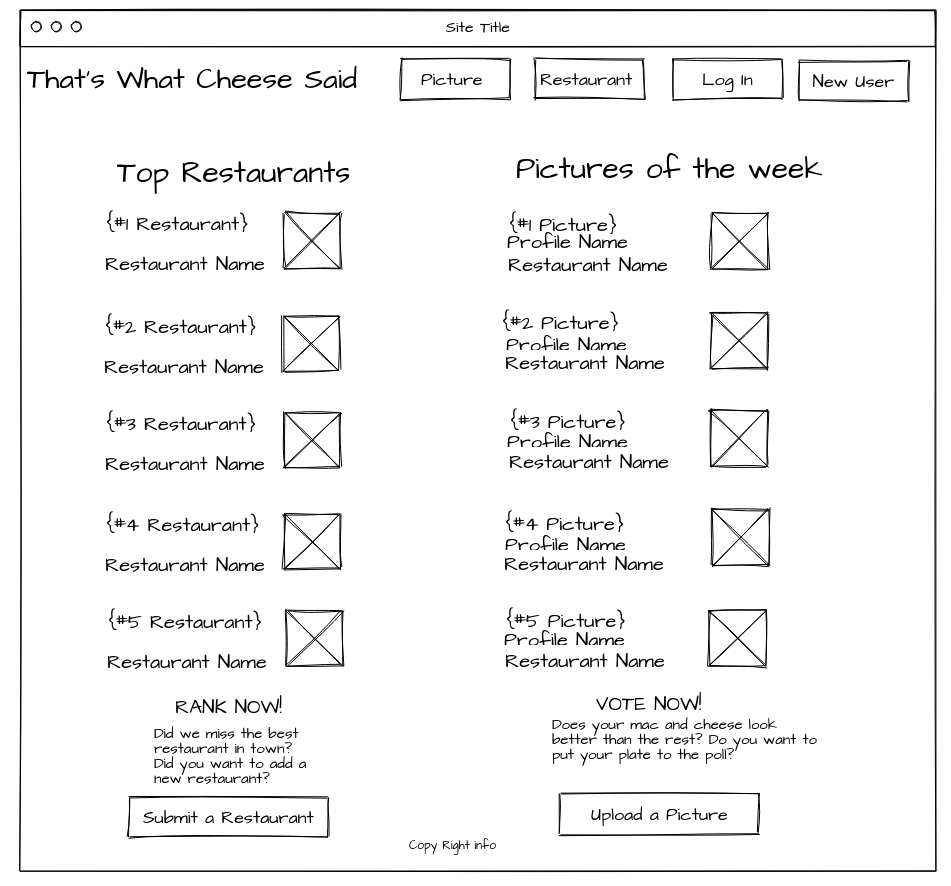 Site Title
That's What Cheese Said
Picture
Restaurant
Log In
New User
Top Restaurants
{#1 Restaurant}
Restaurant Name
{#2 Restaurant}
Restaurant Name
{#3 Restaurant}
Restaurant Name
{#4 Restaurant}
Restaurant Name
{#5 Restaurant}
Restaurant Name
RANK NOW!
Did we miss the best
restaurant in town?
Did you want to add a
new restaurant?
Submit a Restaurant
Pictures of the week
{#1 Picture}
Profile Name
Restaurant Name
{#2 Picture}
Profile Name
Restaurant Name
{#3 Picture}
Profile Name
Restaurant Name
{#4 Picture}
Profile Name
Restaurant Name
{#5 Picture}
Profile Name
Restaurant Name
VOTE NOW!
Does your mac and cheese look
better than the rest? Do you want to
put your plate to the poll?
Upload a Picture
Copy Right info